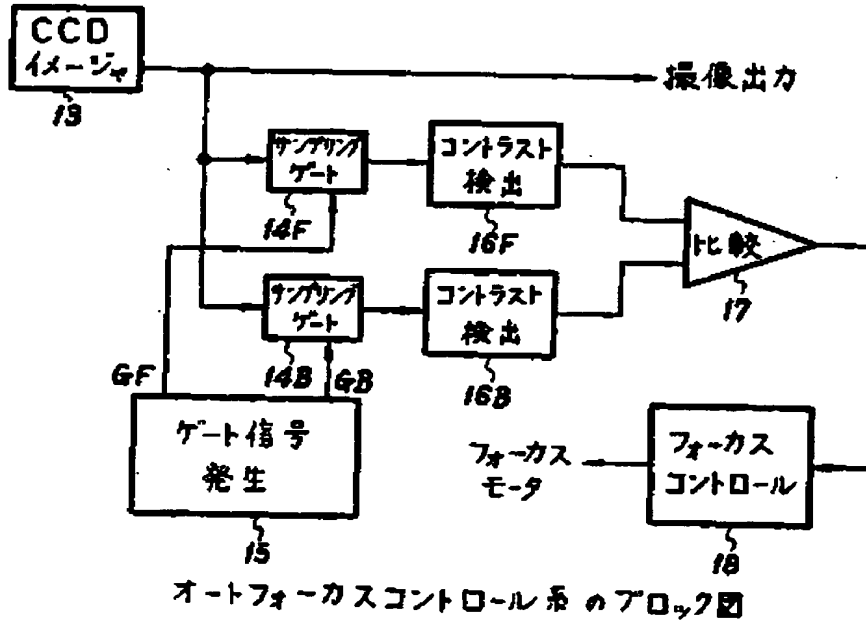 CCD
イメージャ
13
撮像出力
サンプリング
ゲート
14F
コントラスト
検出
16F
比較
17
サンプリング
ゲート
14B
コントラスト
検出
16B
GF
GB
ゲート信号
発生
15
フォーカス
モータ
フォーカス
コントロール
18
オートフォーカスコントロール系のブロック図